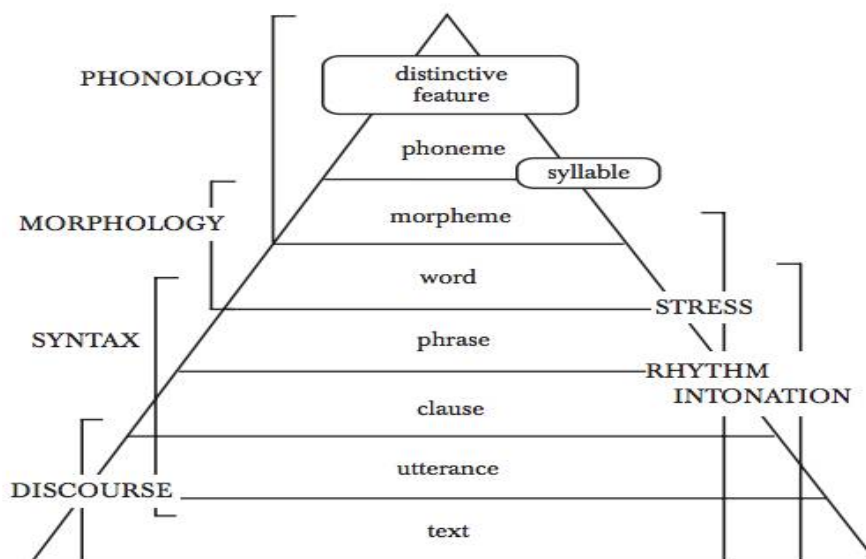 distinctive
feature
PHONOLOGY
phoneme
syllable
morpheme
MORPHOLOGY
word
STRESS
SYNTAX
phrase
RHYTHM
INTONATION
clause
utterance
DISCOURSE
text